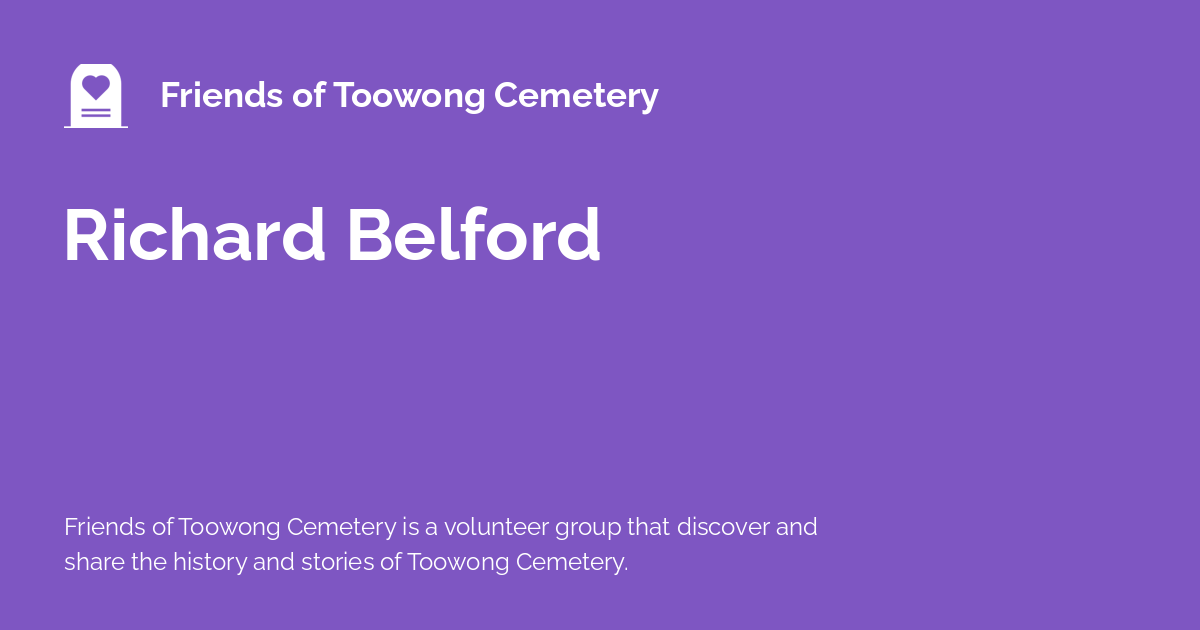 Friends of Toowong Cemetery
Richard Belford
Friends of Toowong Cemetery is a volunteer group that discover and
share the history and stories of Toowong Cemetery.